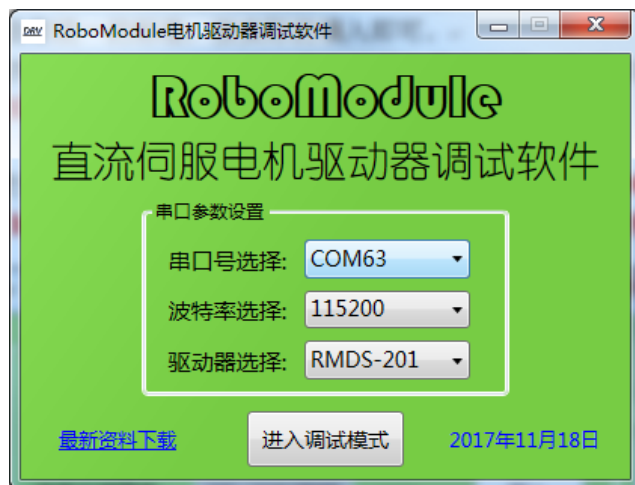 DRV RoboModule电机驱动器调试软件
RoboModule
直流伺服电机驱动器调试软件
串口参数设置
串口号选择: COM63
波特率选择: 115200
驱动器选择: RMDS-201
最新资料下载 进入调试模式 2017年11月18日